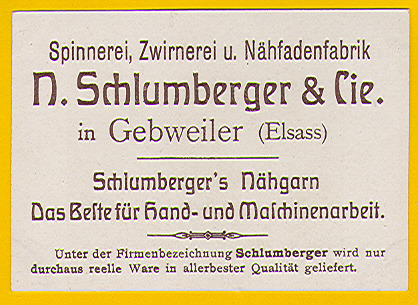 Spinnerei, Zwirnerei u. Nähfadenfabrik
N. Schlumberger & Cie.
in Gebweiler (Elsass)
Schlumberger's Nähgarn
Das Beſte für Hand- und Maſchinenarbeit.
Unter der Firmenbezeichnung Schlumberger wird nur
durchaus reelle Ware in allerbester Qualität geliefert.